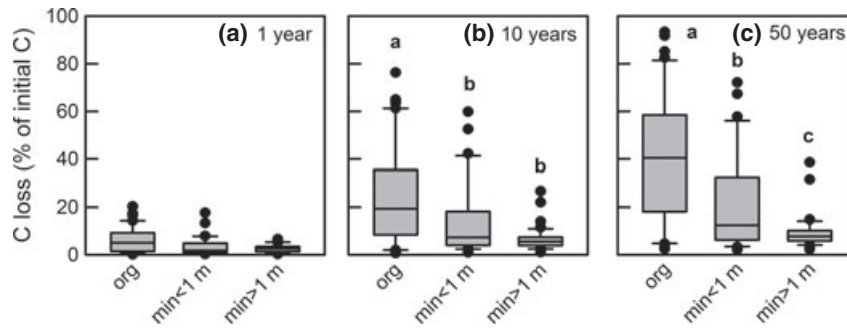 C loss (% of initial C)
100
80
60
40
20
0
(a) 1 year
org
min<1 m
min>1 m
(b) 10 years
a
b
b
org
min<1 m
min>1 m
(c) 50 years
a
b
c
org
min<1 m
min>1 m